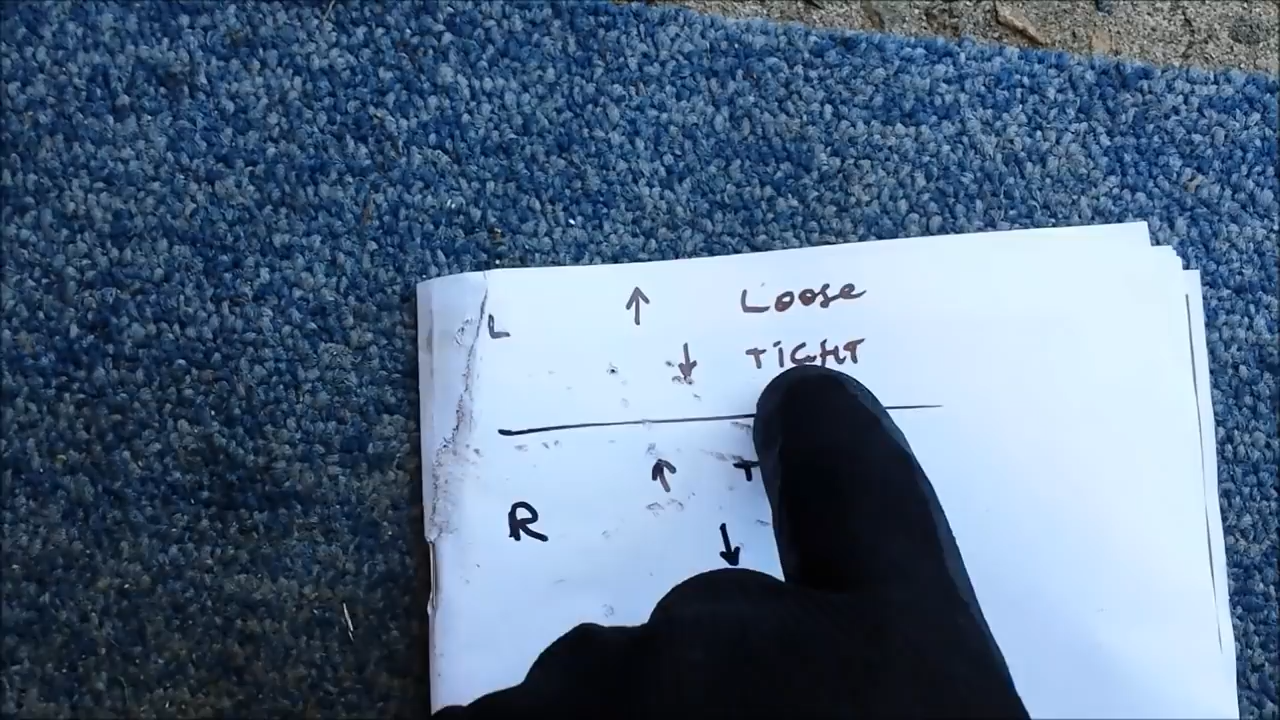 L ↑ Loose
↓ TIGHT
↑ T
R
↓